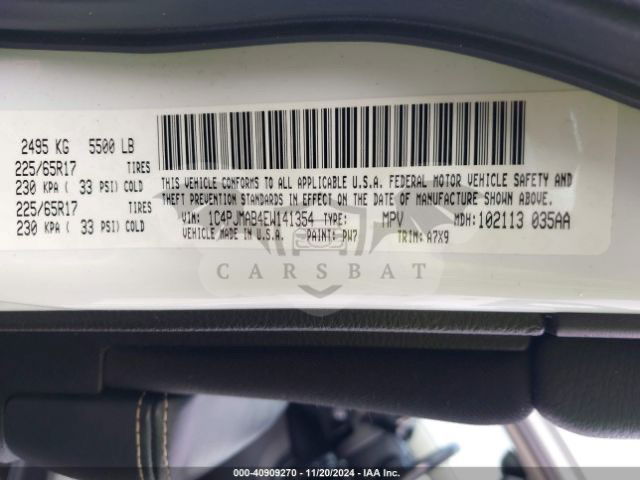 2495 KG 5500 LB
225/65R17 TIRES
230 KPA ( 33 PSI) COLD
225/65R17 TIRES
230 KPA ( 33 PSI) COLD
THIS VEHICLE CONFORMS TO ALL APPLICABLE U.S.A. FEDERAL MOTOR VEHICLE SAFETY AND
THEFT PREVENTION STANDARDS IN EFFECT ON THE DATE OF MANUFACTURE SHOWN ABOVE.
VIN: 1C4PJMAB4EW141354 TYPE: MPV MDH: 102113 035AA
VEHICLE MADE IN U.S.A. PAINT: PW7 TRIM: A7X9
CARSBAT
000-40909270 - 11/20/2024 - IAA Inc.